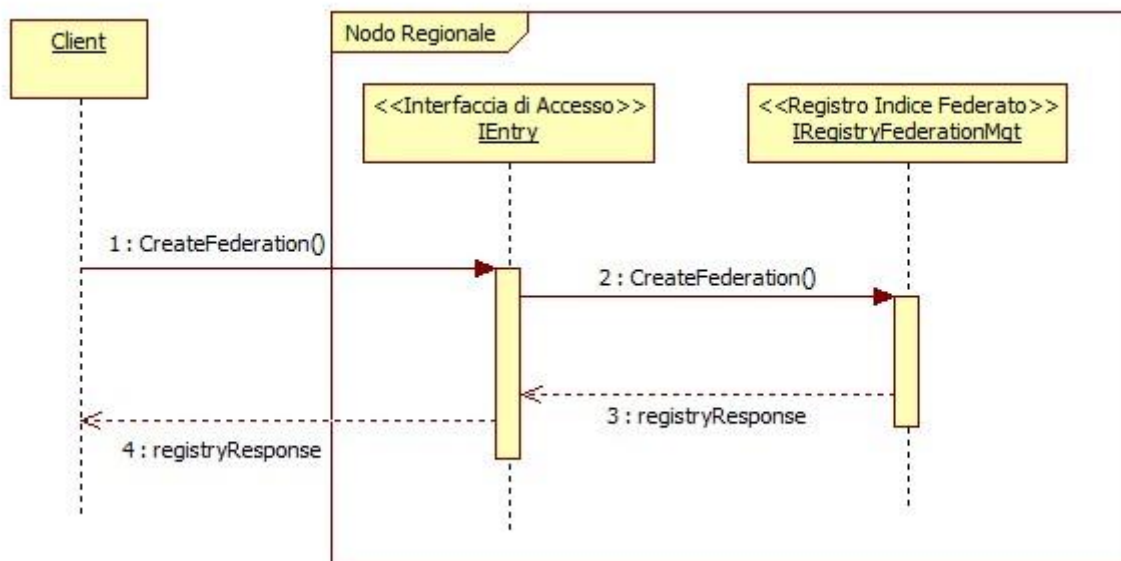 Client
Nodo Regionale
<<Interfaccia di Accesso>>
IEntry
<<Registro Indice Federato>>
IRegistryFederationMgt
1 : CreateFederation()
2 : CreateFederation()
3 : registryResponse
4 : registryResponse